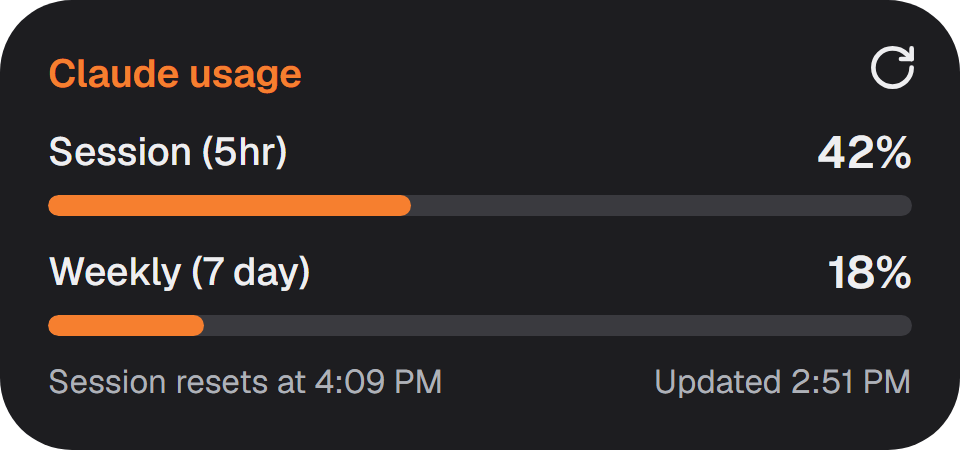 Claude usage
Session (5hr) 42%
Weekly (7 day) 18%
Session resets at 4:09 PM Updated 2:51 PM